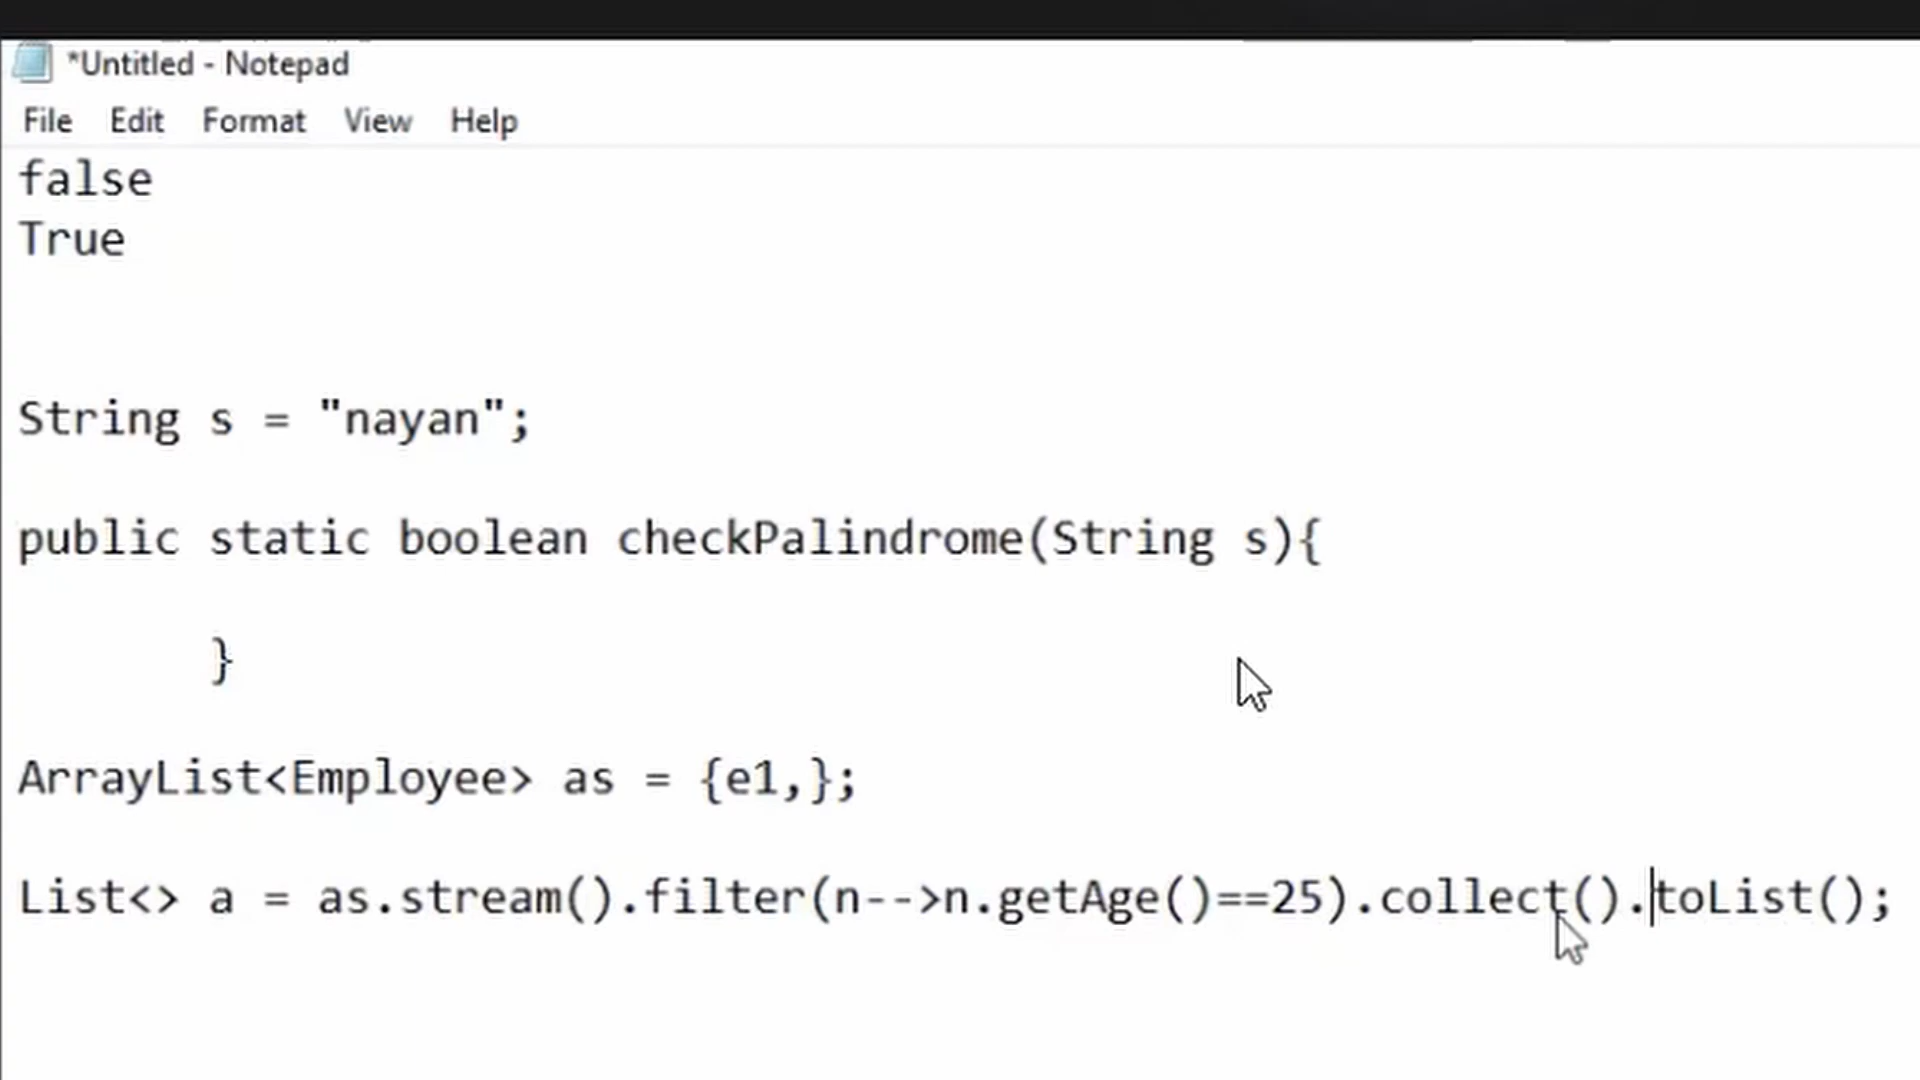 *Untitled - Notepad
File Edit Format View Help
false
True
String s = "nayan";
public static boolean checkPalindrome(String s){
}
ArrayList<Employee> as = {e1,};
List<> a = as.stream().filter(n-->n.getAge()==25).collect().toList();